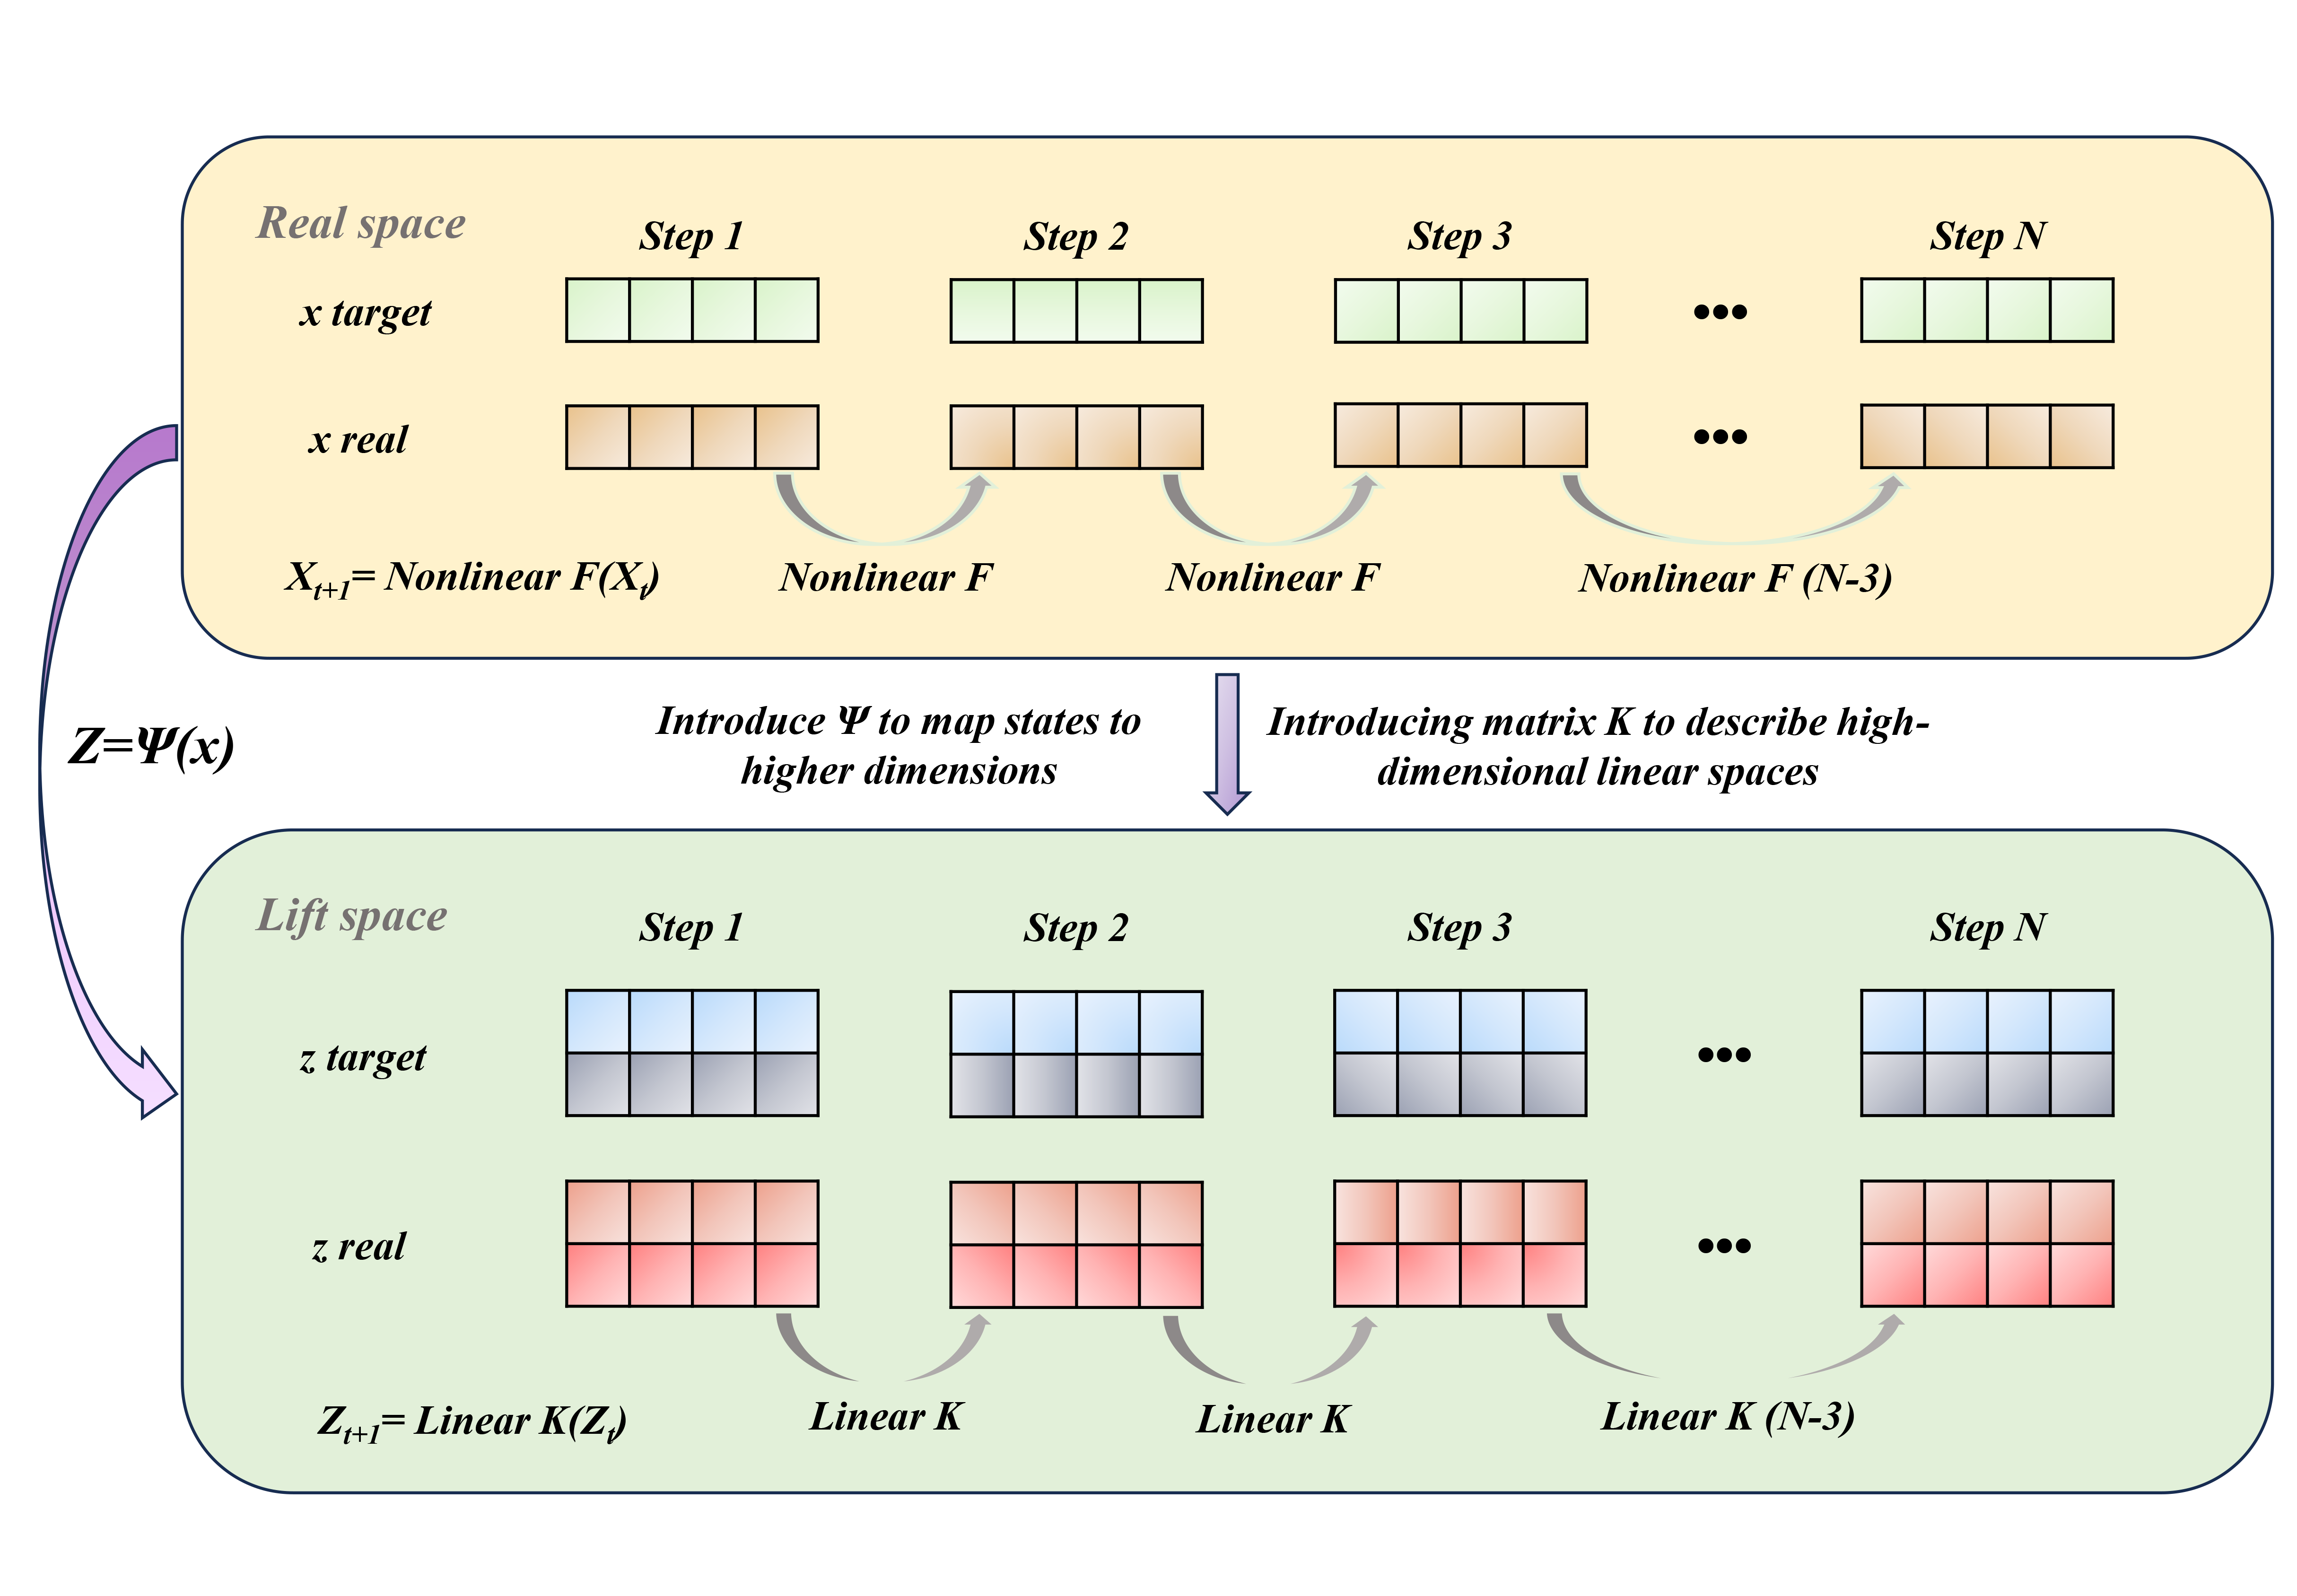 Real space
Step 1
Step 2
Step 3
Step N
x target
•••
x real
•••
X_{t+1}= Nonlinear F(X_t)
Nonlinear F
Nonlinear F
Nonlinear F (N-3)
Z=Ψ(x)
Introduce Ψ to map states to
higher dimensions
Introducing matrix K to describe high-
dimensional linear spaces
Lift space
Step 1
Step 2
Step 3
Step N
z target
•••
z real
•••
Z_{t+1}= Linear K(Z_t)
Linear K
Linear K
Linear K (N-3)